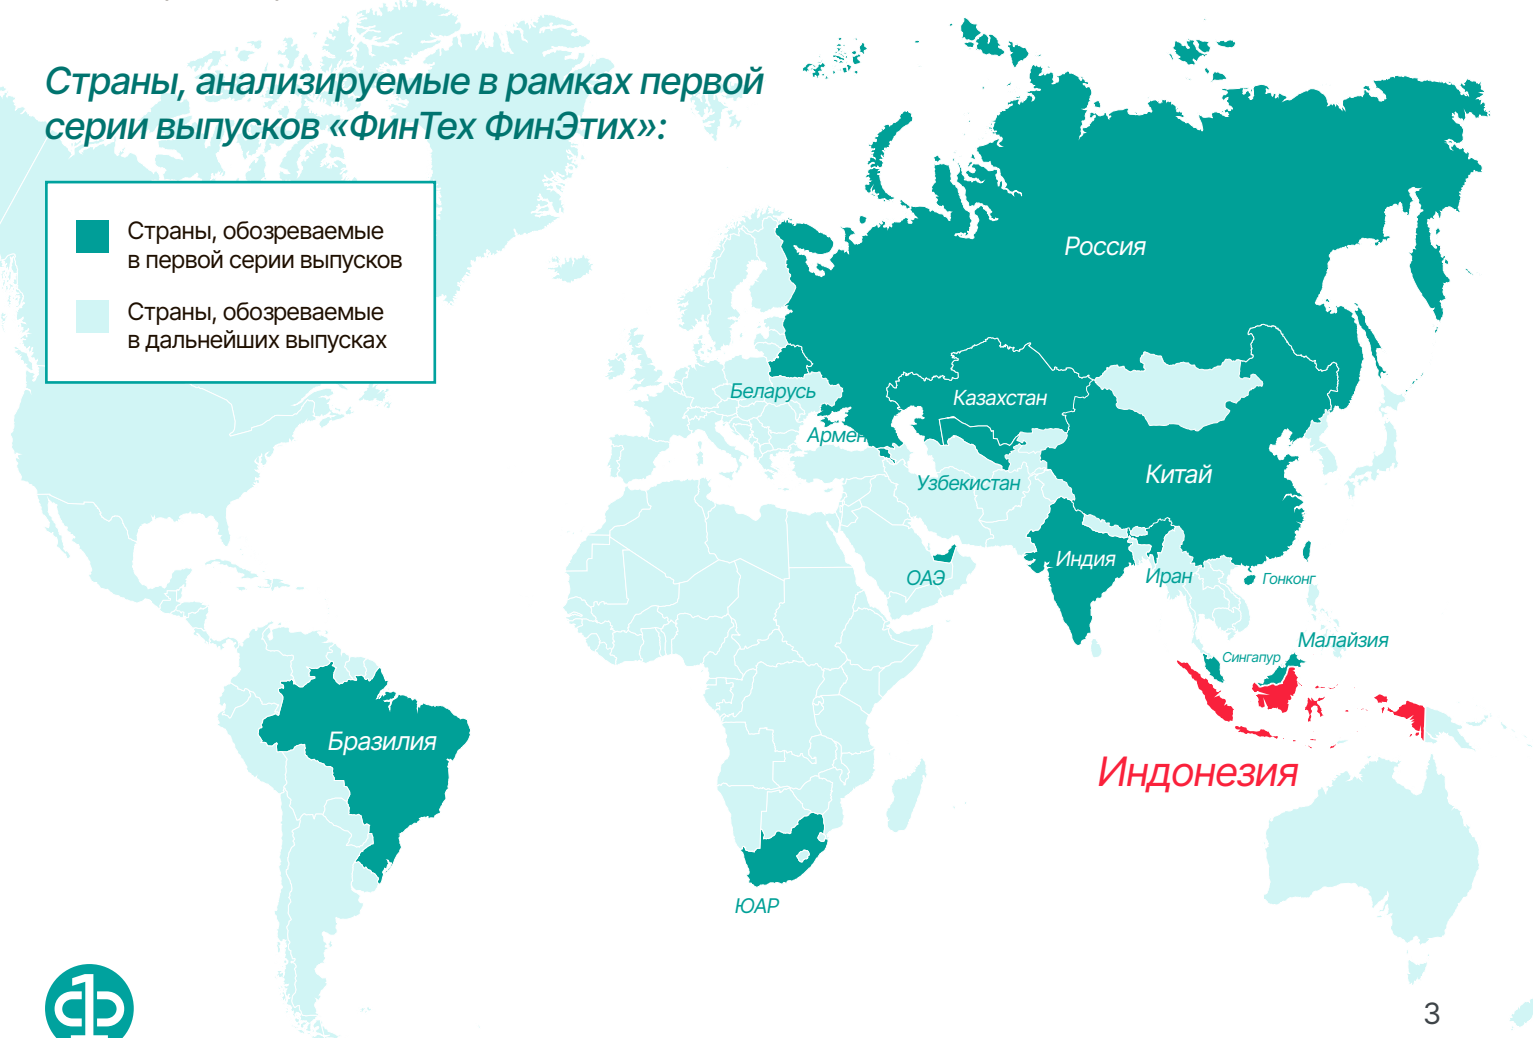 Страны, анализируемые в рамках первой
серии выпусков «ФинТех ФинЭтих»:
Страны, обозреваемые
в первой серии выпусков
Страны, обозреваемые
в дальнейших выпусках
Россия
Беларусь
Казахстан
Армен
Узбекистан
Китай
ОАЭ
Индия
Иран
Гонконг
Малайзия
Сингапур
Бразилия
Индонезия
ЮАР
3